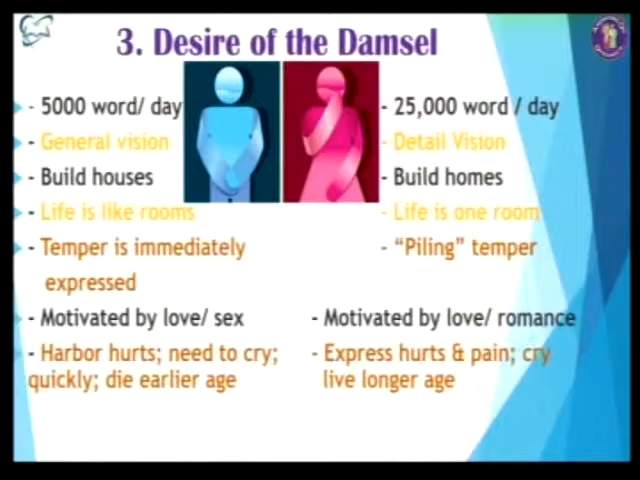 3. Desire of the Damsel
- 5000 word/ day - 25,000 word / day
- General vision - Detail Vision
- Build houses - Build homes
- Life is like rooms - Life is one room
- Temper is immediately - “Piling” temper
expressed
- Motivated by love/ sex - Motivated by love/ romance
- Harbor hurts; need to cry; - Express hurts & pain; cry
quickly; die earlier age live longer age